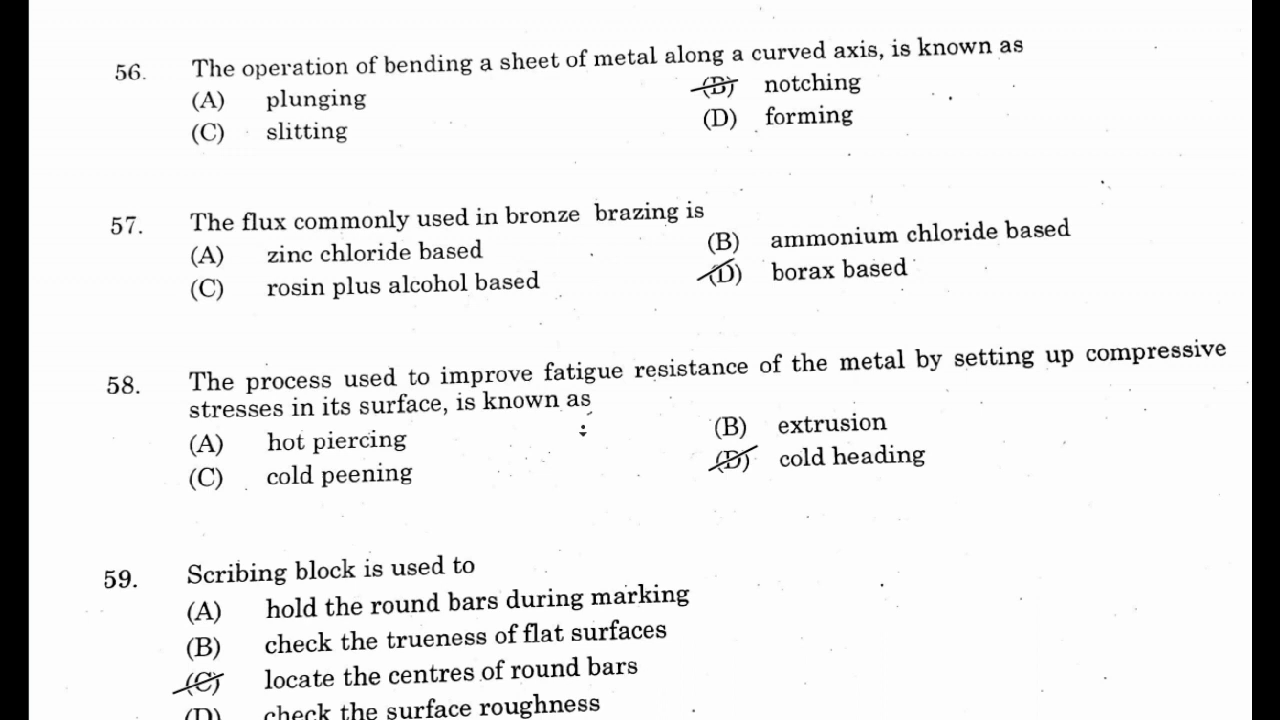 56. The operation of bending a sheet of metal along a curved axis, is known as
(A) plunging (B) notching
(C) slitting (D) forming
57. The flux commonly used in bronze brazing is
(A) zinc chloride based (B) ammonium chloride based
(C) rosin plus alcohol based (D) borax based
58. The process used to improve fatigue resistance of the metal by setting up compressive
stresses in its surface, is known as
(A) hot piercing (B) extrusion
(C) cold peening (D) cold heading
59. Scribing block is used to
(A) hold the round bars during marking
(B) check the trueness of flat surfaces
(C) locate the centres of round bars
(D) check the surface roughness